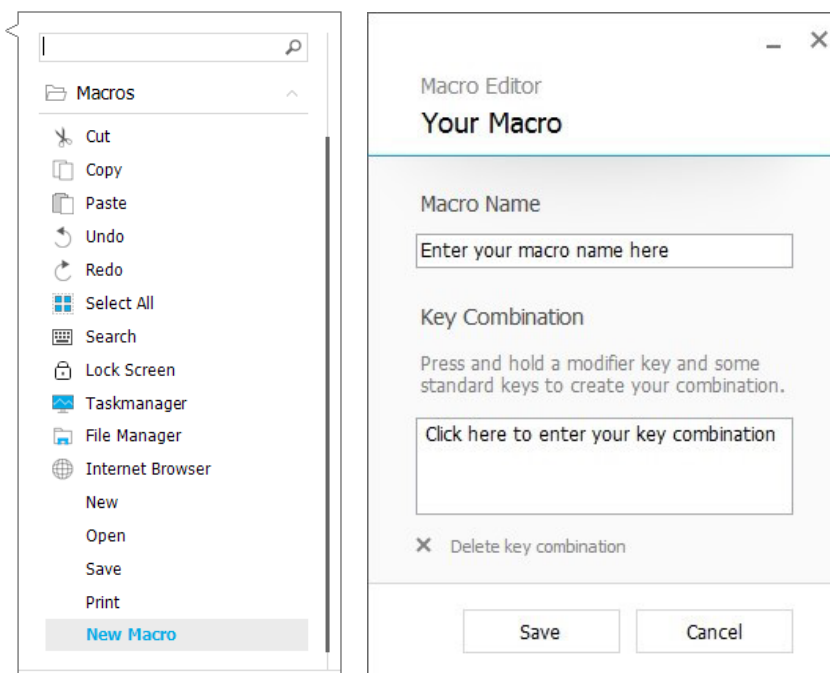 Macros
Cut
Copy
Paste
Undo
Redo
Select All
Search
Lock Screen
Taskmanager
File Manager
Internet Browser
New
Open
Save
Print
New Macro
Macro Editor
Your Macro
Macro Name
Enter your macro name here
Key Combination
Press and hold a modifier key and some
standard keys to create your combination.
Click here to enter your key combination
Delete key combination
Save
Cancel